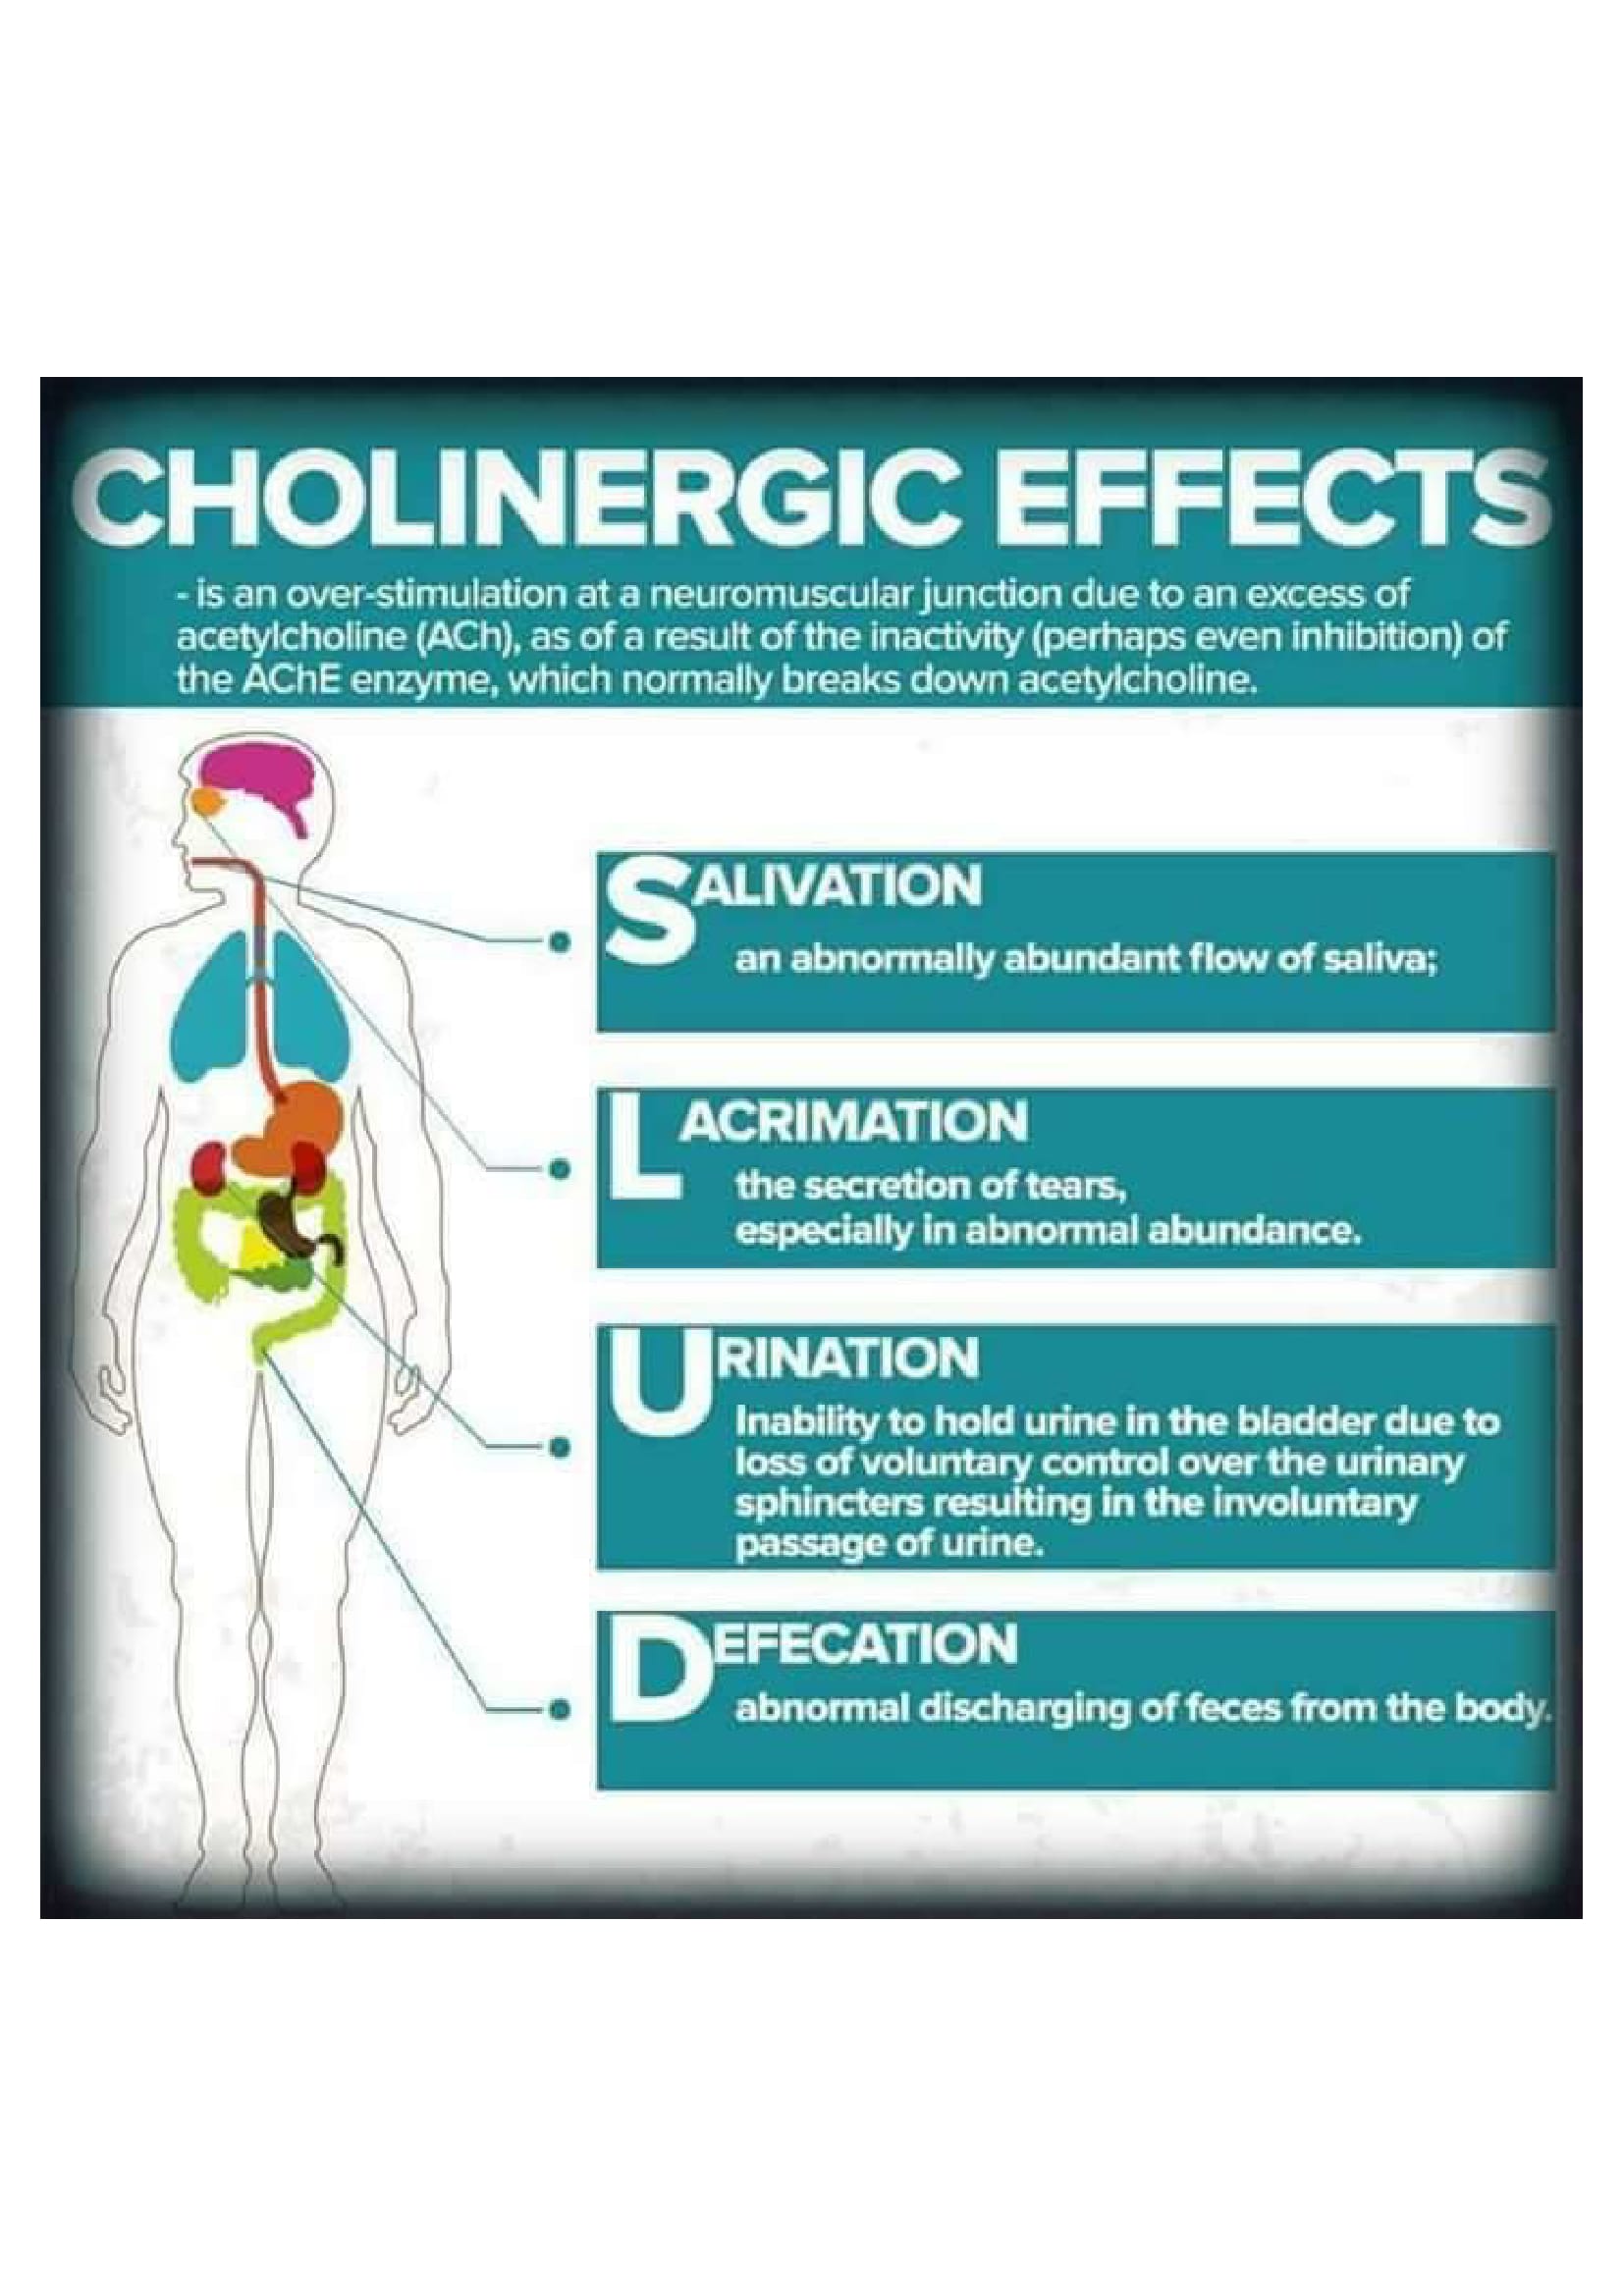 CHOLINERGIC EFFECTS
- is an over-stimulation at a neuromuscular junction due to an excess of
acetylcholine (ACh), as of a result of the inactivity (perhaps even inhibition) of
the AChE enzyme, which normally breaks down acetylcholine.
SALIVATION
an abnormally abundant flow of saliva;
LACRIMATION
the secretion of tears,
especially in abnormal abundance.
URINATION
Inability to hold urine in the bladder due to
loss of voluntary control over the urinary
sphincters resulting in the involuntary
passage of urine.
DEFECATION
abnormal discharging of feces from the body.